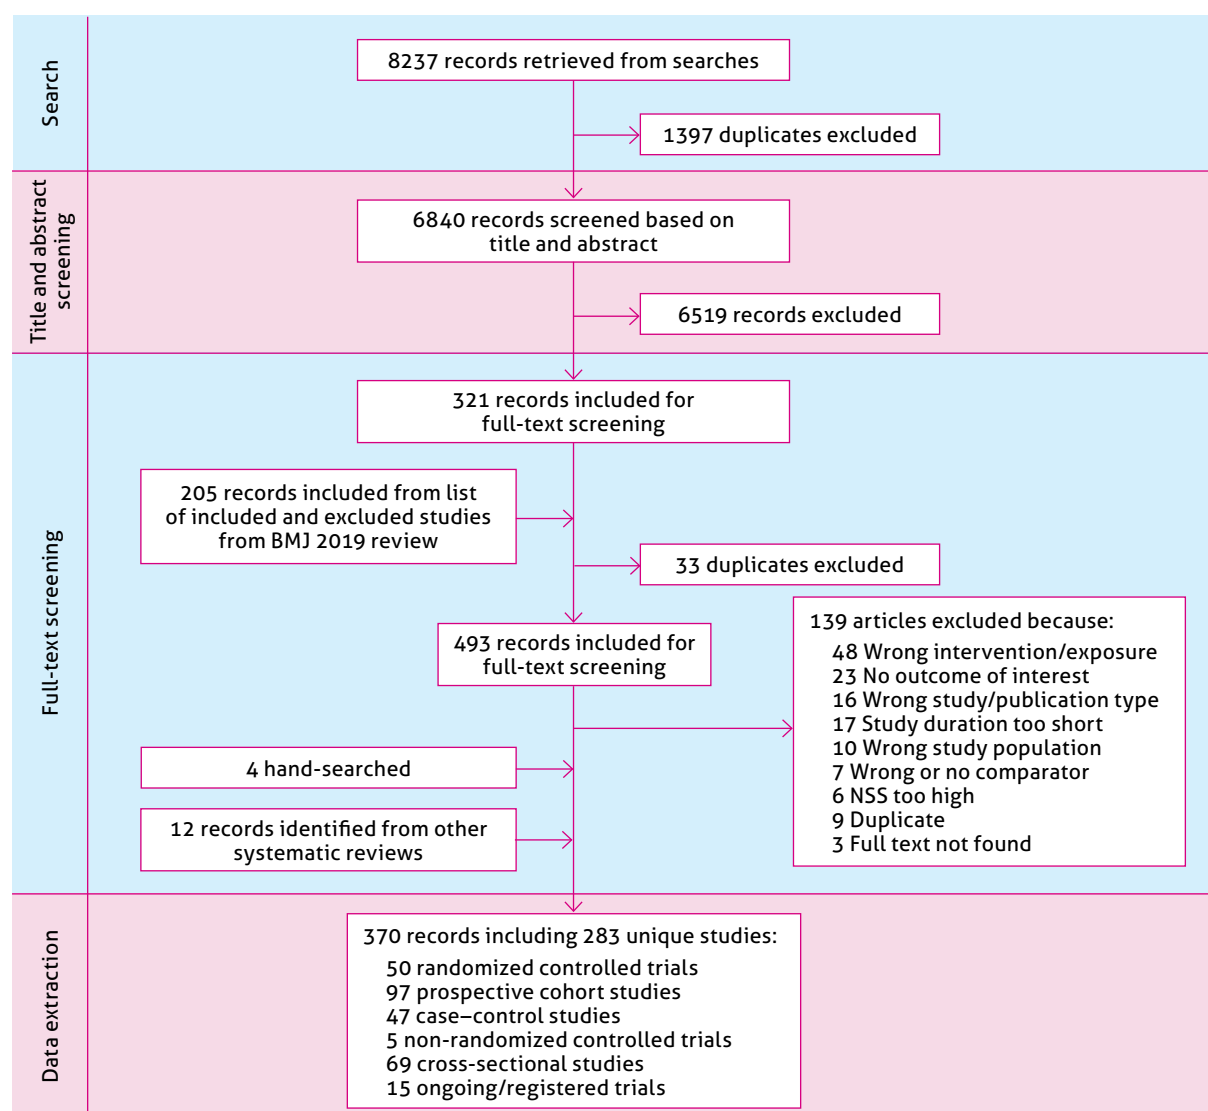 Search
8237 records retrieved from searches
1397 duplicates excluded
Title and abstract
screening
6840 records screened based on
title and abstract
6519 records excluded
Full-text screening
321 records included for
full-text screening
205 records included from list
of included and excluded studies
from BMJ 2019 review
33 duplicates excluded
493 records included for
full-text screening
139 articles excluded because:
48 Wrong intervention/exposure
23 No outcome of interest
16 Wrong study/publication type
17 Study duration too short
10 Wrong study population
7 Wrong or no comparator
6 NSS too high
9 Duplicate
3 Full text not found
4 hand-searched
12 records identified from other
systematic reviews
Data extraction
370 records including 283 unique studies:
50 randomized controlled trials
97 prospective cohort studies
47 case–control studies
5 non-randomized controlled trials
69 cross-sectional studies
15 ongoing/registered trials